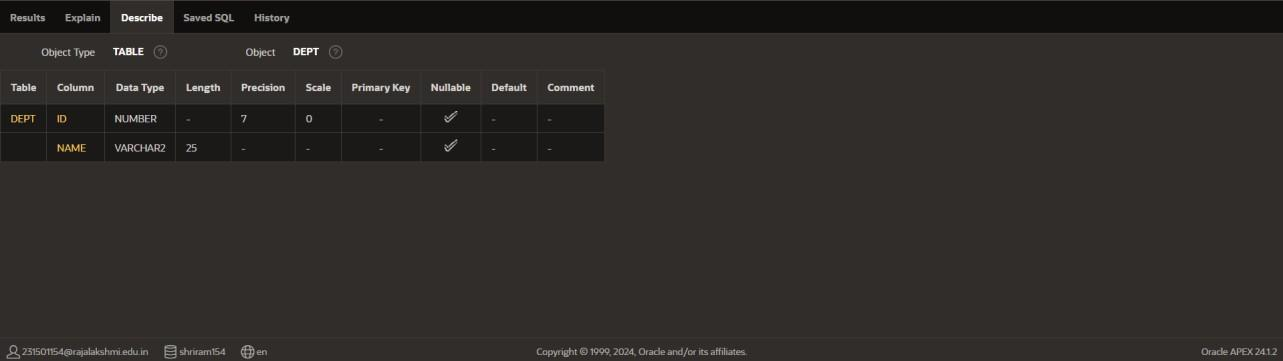 Results Explain Describe Saved SQL History
Object Type TABLE ? Object DEPT ?
Table Column Data Type Length Precision Scale Primary Key Nullable Default Comment
DEPT ID NUMBER - 7 0 - - -
NAME VARCHAR2 25 - - - - -
231501154@rajalakshmi.edu.in shriram154 en Copyright © 1999, 2024, Oracle and/or its affiliates. Oracle APEX 24.1.2